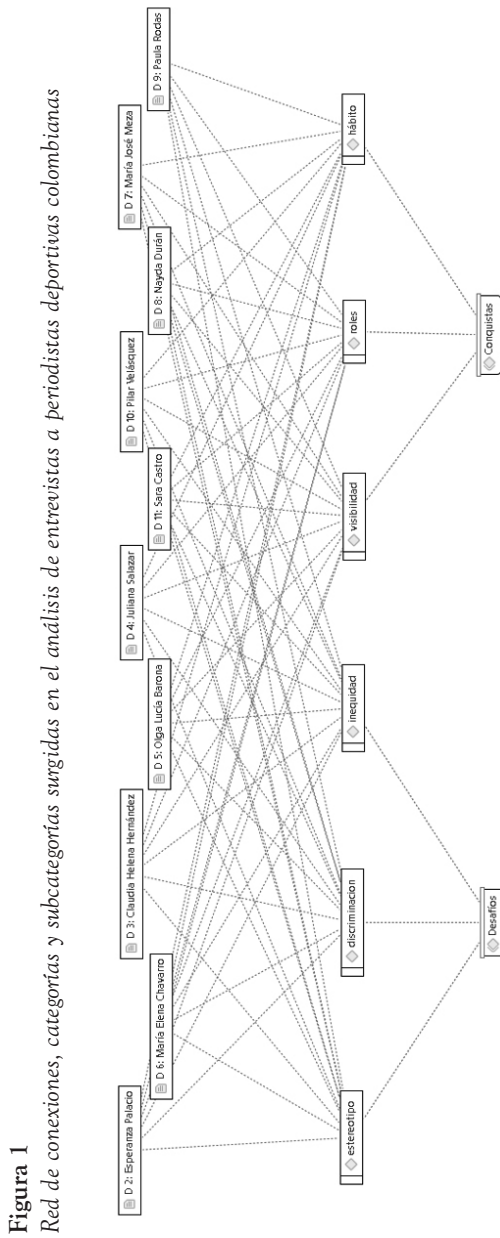 Figura 1
Red de conexiones, categorías y subcategorías surgidas en el análisis de entrevistas a periodistas deportivas colombianas
D 2: Esperanza Palacio
D 6: María Elena Chavarro
D 3: Claudia Helena Hernández
D 5: Olga Lucía Barona
D 4: Juliana Salazar
D 11: Sara Castro
D 10: Pilar Velásquez
D 8: Nayda Durán
D 7: María José Meza
D 9: Paula Rodas
estereotipo
discriminacion
inequidad
visibilidad
roles
hábito
Desafíos
Conquistas